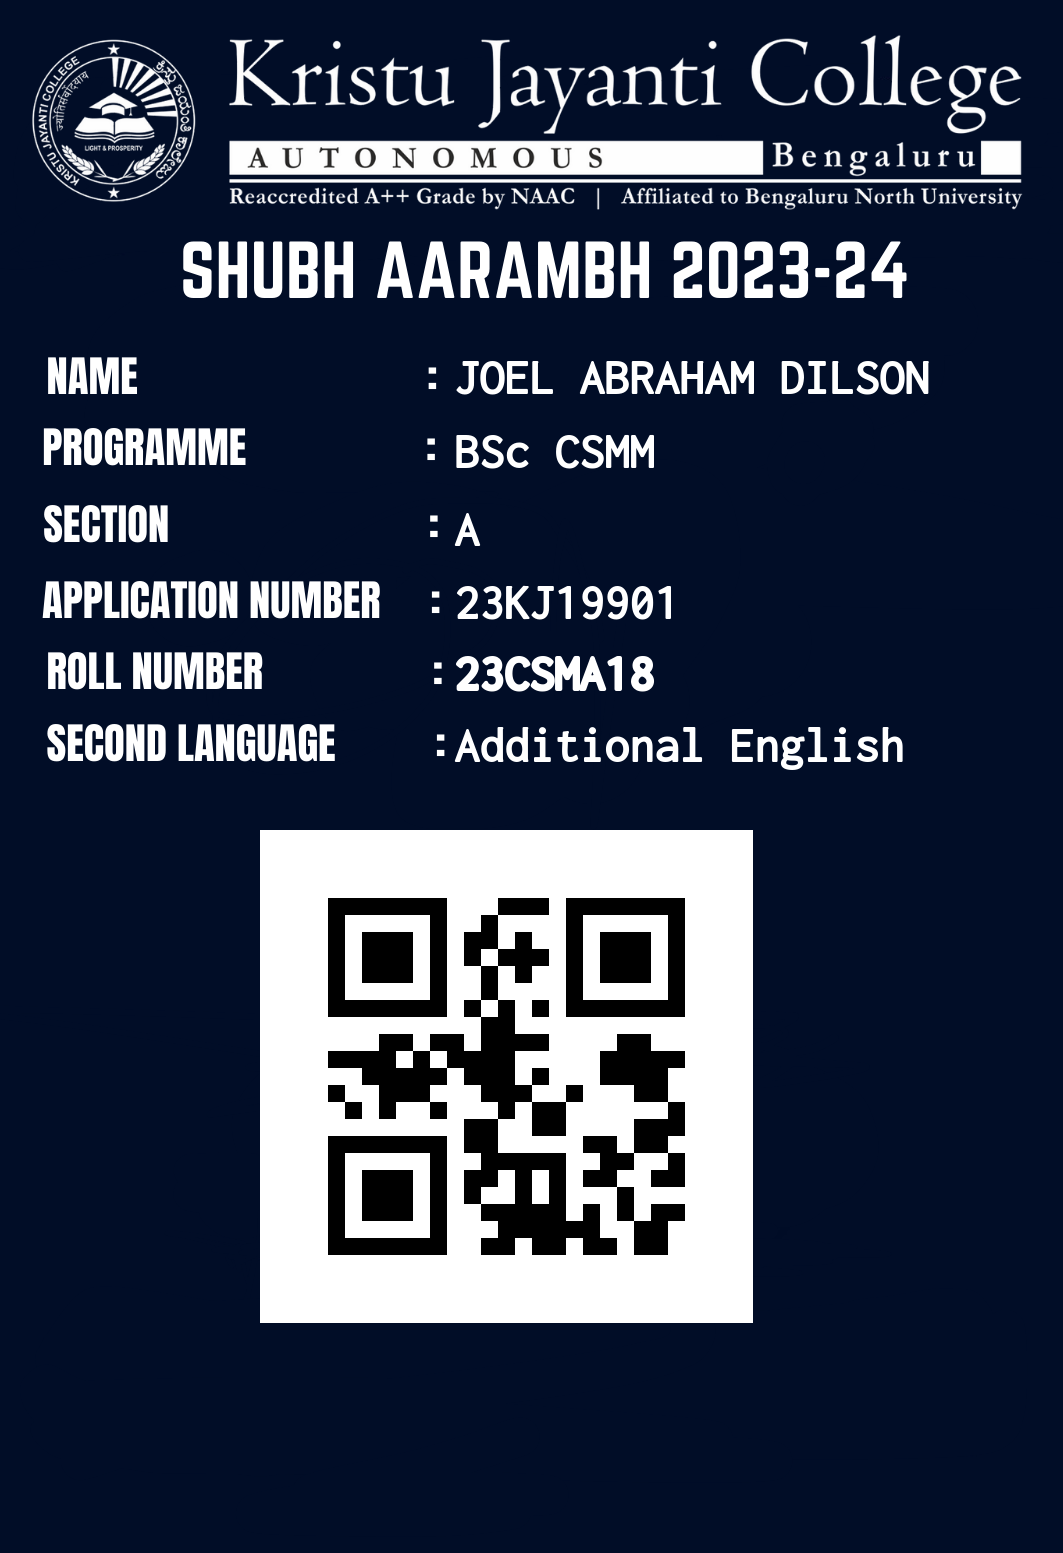 KRISTU JAYANTI COLLEGE
ಕ್ರಿಸ್ತು ಜಯಂತಿ ಕಾಲೇಜು
LIGHT & PROSPERITY
Kristu Jayanti College
AUTONOMOUS Bengaluru
Reaccredited A++ Grade by NAAC | Affiliated to Bengaluru North University
SHUBH AARAMBH 2023-24
NAME : JOEL ABRAHAM DILSON
PROGRAMME : BSc CSMM
SECTION : A
APPLICATION NUMBER : 23KJ19901
ROLL NUMBER : 23CSMA18
SECOND LANGUAGE : Additional English